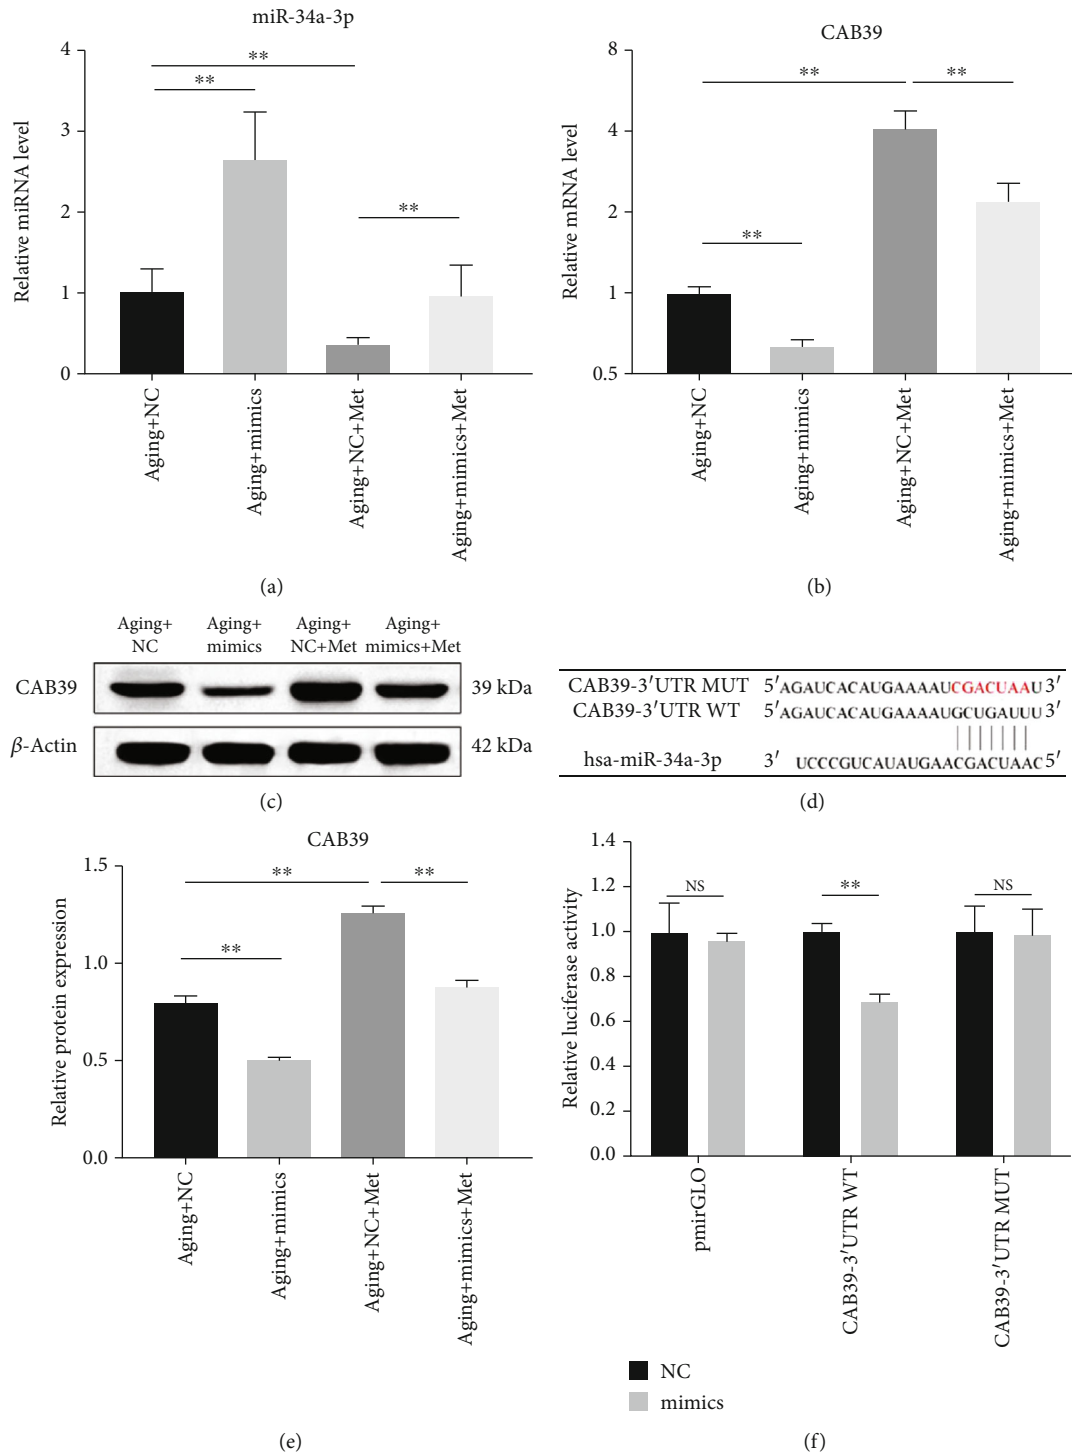 miR-34a-3p
Relative miRNA level
4
3
2
1
0
**
**
**
Aging+NC
Aging+mimics
Aging+NC+Met
Aging+mimics+Met
(a)
CAB39
Relative mRNA level
8
4
2
1
0.5
**
**
**
Aging+NC
Aging+mimics
Aging+NC+Met
Aging+mimics+Met
(b)
Aging+ Aging+ Aging+ Aging+
NC mimics NC+Met mimics+Met
CAB39 39 kDa
β-Actin 42 kDa
(c)
CAB39-3′UTR MUT 5′AGAUCACAUGAAAAUCGACUAAU3′
CAB39-3′UTR WT 5′AGAUCACAUGAAAAUGCUGAUUU3′
hsa-miR-34a-3p 3′ UCCCGUCAUAUGAACGACUAAC5′
(d)
CAB39
Relative protein expression
1.5
1.0
0.5
0.0
**
**
**
Aging+NC
Aging+mimics
Aging+NC+Met
Aging+mimics+Met
(e)
Relative luciferase activity
1.4
1.2
1.0
0.8
0.6
0.4
0.2
0.0
NS
**
NS
pmirGLO
CAB39-3′UTR WT
CAB39-3′UTR MUT
NC
mimics
(f)